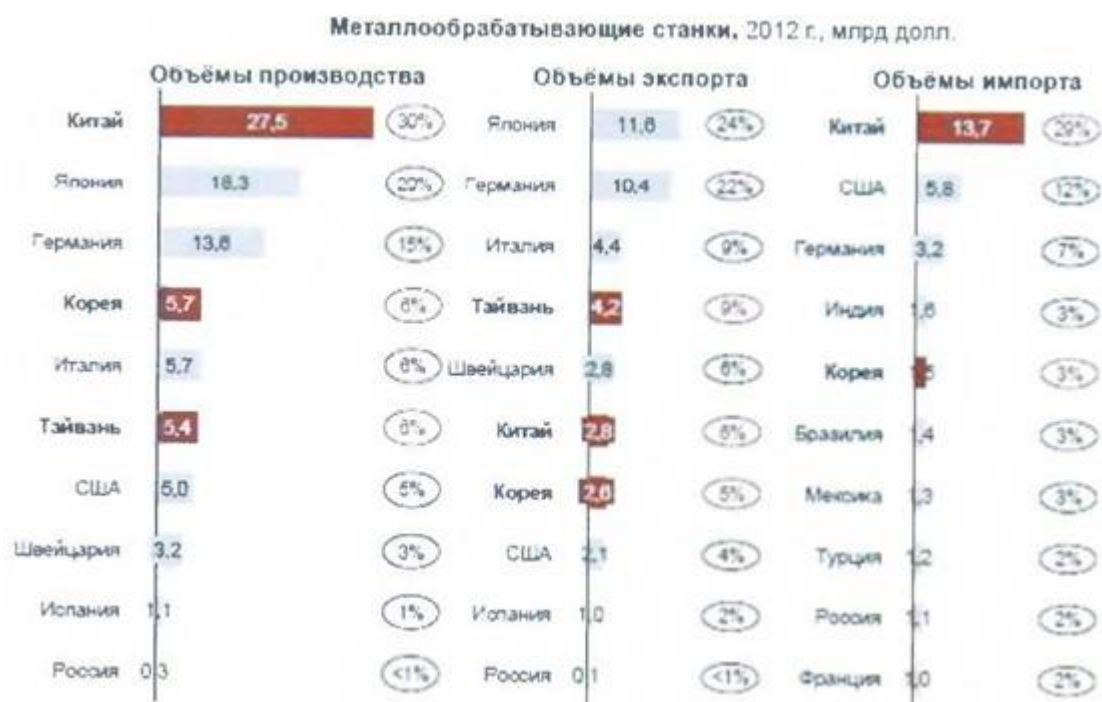 Металлообрабатывающие станки, 2012 г., млрд долл.
Объёмы производства
Китай 27,5 30%
Япония 18,3 20%
Германия 13,6 15%
Корея 5,7 6%
Италия 5,7 6%
Тайвань 5,4 6%
США 5,0 5%
Швейцария 3,2 3%
Испания 1,1 1%
Россия 0,3 <1%
Объёмы экспорта
Япония 11,6 24%
Германия 10,4 22%
Италия 4,4 9%
Тайвань 4,2 9%
Швейцария 2,8 6%
Китай 2,8 6%
Корея 2,6 5%
США 2,1 4%
Испания 1,0 2%
Россия 0,1 <1%
Объёмы импорта
Китай 13,7 29%
США 5,8 12%
Германия 3,2 7%
Индия 1,6 3%
Корея 1,5 3%
Бразилия 1,4 3%
Мексика 1,3 3%
Турция 1,2 2%
Россия 1,1 2%
Франция 1,0 2%